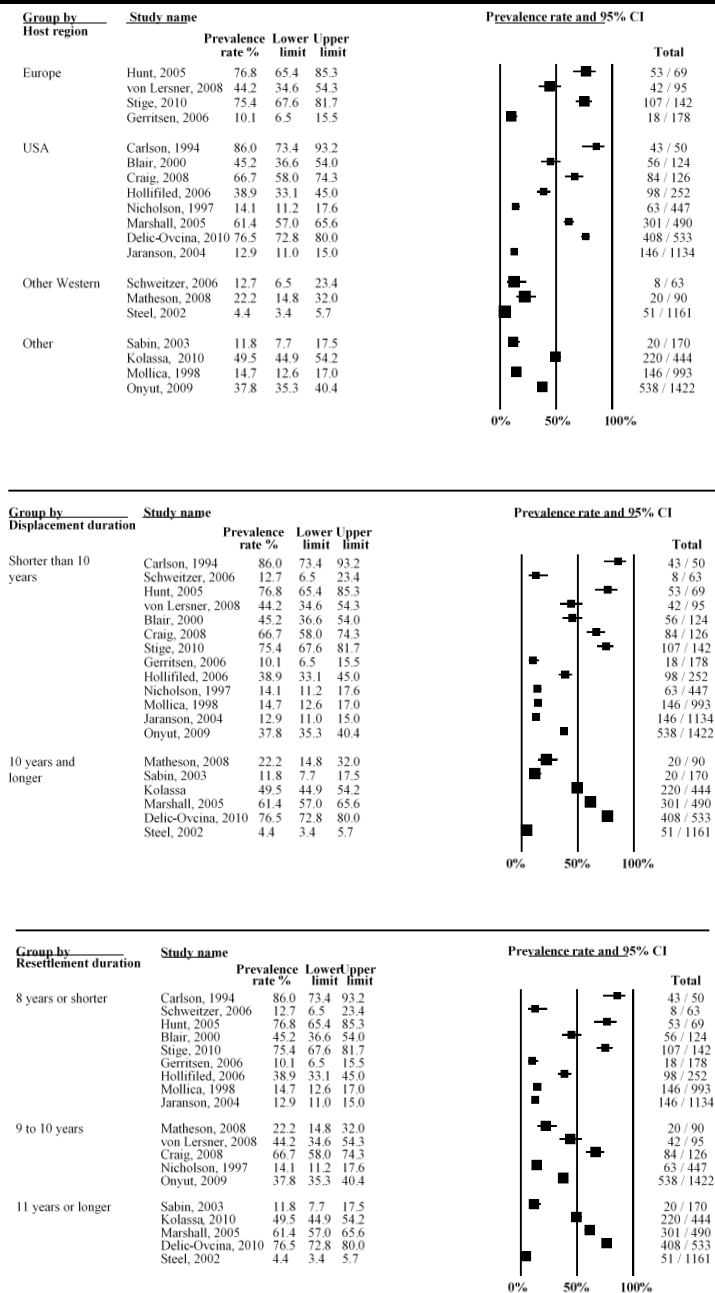 Group by Study name Prevalence rate and 95% CI
Host region
Prevalence Lower Upper
rate % limit limit Total
Europe Hunt, 2005 76.8 65.4 85.3 53 / 69
von Lersner, 2008 44.2 34.6 54.3 42 / 95
Stige, 2010 75.4 67.6 81.7 107 / 142
Gerritsen, 2006 10.1 6.5 15.5 18 / 178
USA Carlson, 1994 86.0 73.4 93.2 43 / 50
Blair, 2000 45.2 36.6 54.0 56 / 124
Craig, 2008 66.7 58.0 74.3 84 / 126
Hollifiled, 2006 38.9 33.1 45.0 98 / 252
Nicholson, 1997 14.1 11.2 17.6 63 / 447
Marshall, 2005 61.4 57.0 65.6 301 / 490
Delic-Ovcina, 2010 76.5 72.8 80.0 408 / 533
Jaranson, 2004 12.9 11.0 15.0 146 / 1134
Other Western Schweitzer, 2006 12.7 6.5 23.4 8 / 63
Matheson, 2008 22.2 14.8 32.0 20 / 90
Steel, 2002 4.4 3.4 5.7 51 / 1161
Other Sabin, 2003 11.8 7.7 17.5 20 / 170
Kolassa, 2010 49.5 44.9 54.2 220 / 444
Mollica, 1998 14.7 12.6 17.0 146 / 993
Onyut, 2009 37.8 35.3 40.4 538 / 1422
0% 50% 100%
Group by Study name Prevalence rate and 95% CI
Displacement duration
Prevalence Lower Upper
rate % limit limit Total
Shorter than 10 Carlson, 1994 86.0 73.4 93.2 43 / 50
years Schweitzer, 2006 12.7 6.5 23.4 8 / 63
Hunt, 2005 76.8 65.4 85.3 53 / 69
von Lersner, 2008 44.2 34.6 54.3 42 / 95
Blair, 2000 45.2 36.6 54.0 56 / 124
Craig, 2008 66.7 58.0 74.3 84 / 126
Stige, 2010 75.4 67.6 81.7 107 / 142
Gerritsen, 2006 10.1 6.5 15.5 18 / 178
Hollifiled, 2006 38.9 33.1 45.0 98 / 252
Nicholson, 1997 14.1 11.2 17.6 63 / 447
Mollica, 1998 14.7 12.6 17.0 146 / 993
Jaranson, 2004 12.9 11.0 15.0 146 / 1134
Onyut, 2009 37.8 35.3 40.4 538 / 1422
10 years and Matheson, 2008 22.2 14.8 32.0 20 / 90
longer Sabin, 2003 11.8 7.7 17.5 20 / 170
Kolassa 49.5 44.9 54.2 220 / 444
Marshall, 2005 61.4 57.0 65.6 301 / 490
Delic-Ovcina, 2010 76.5 72.8 80.0 408 / 533
Steel, 2002 4.4 3.4 5.7 51 / 1161
0% 50% 100%
Group by Study name Prevalence rate and 95% CI
Resettlement duration
Prevalence Lower Upper
rate % limit limit Total
8 years or shorter Carlson, 1994 86.0 73.4 93.2 43 / 50
Schweitzer, 2006 12.7 6.5 23.4 8 / 63
Hunt, 2005 76.8 65.4 85.3 53 / 69
Blair, 2000 45.2 36.6 54.0 56 / 124
Stige, 2010 75.4 67.6 81.7 107 / 142
Gerritsen, 2006 10.1 6.5 15.5 18 / 178
Hollifiled, 2006 38.9 33.1 45.0 98 / 252
Mollica, 1998 14.7 12.6 17.0 146 / 993
Jaranson, 2004 12.9 11.0 15.0 146 / 1134
9 to 10 years Matheson, 2008 22.2 14.8 32.0 20 / 90
von Lersner, 2008 44.2 34.6 54.3 42 / 95
Craig, 2008 66.7 58.0 74.3 84 / 126
Nicholson, 1997 14.1 11.2 17.6 63 / 447
Onyut, 2009 37.8 35.3 40.4 538 / 1422
11 years or longer Sabin, 2003 11.8 7.7 17.5 20 / 170
Kolassa, 2010 49.5 44.9 54.2 220 / 444
Marshall, 2005 61.4 57.0 65.6 301 / 490
Delic-Ovcina, 2010 76.5 72.8 80.0 408 / 533
Steel, 2002 4.4 3.4 5.7 51 / 1161
0% 50% 100%